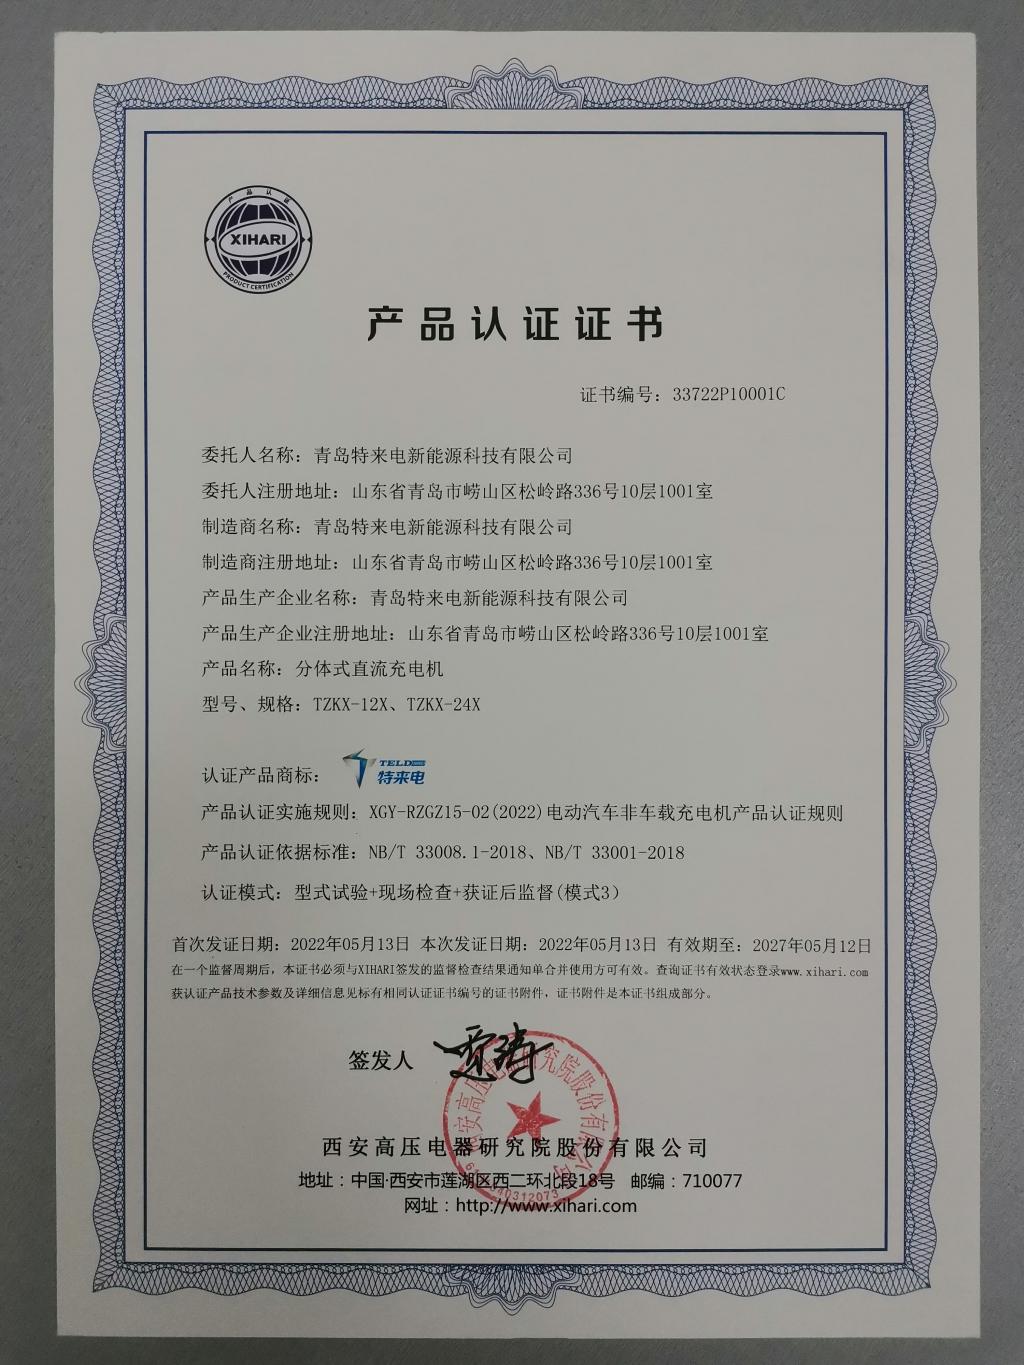 产品认证
XIHARI
PRODUCT CERTIFICATION
产品认证证书
证书编号：33722P10001C
委托人名称：青岛特来电新能源科技有限公司
委托人注册地址：山东省青岛市崂山区松岭路336号10层1001室
制造商名称：青岛特来电新能源科技有限公司
制造商注册地址：山东省青岛市崂山区松岭路336号10层1001室
产品生产企业名称：青岛特来电新能源科技有限公司
产品生产企业注册地址：山东省青岛市崂山区松岭路336号10层1001室
产品名称：分体式直流充电机
型号、规格：TZKX-12X、TZKX-24X
TELD
认证产品商标：特来电
产品认证实施规则：XGY-RZGZ15-02(2022)电动汽车非车载充电机产品认证规则
产品认证依据标准：NB/T 33008.1-2018、NB/T 33001-2018
认证模式：型式试验+现场检查+获证后监督(模式3）
首次发证日期：2022年05月13日 本次发证日期：2022年05月13日 有效期至：2027年05月12日
在一个监督周期后，本证书必须与XIHARI签发的监督检查结果通知单合并使用方可有效。查询证书有效状态登录www.xihari.com
获认证产品技术参数及详细信息见标有相同认证证书编号的证书附件，证书附件是本证书组成部分。
签发人
西安高压电器研究院股份有限公司
西安高压电器研究院股份有限公司
地址：中国·西安市莲湖区西二环北段18号 邮编：710077
网址：http://www.xihari.com